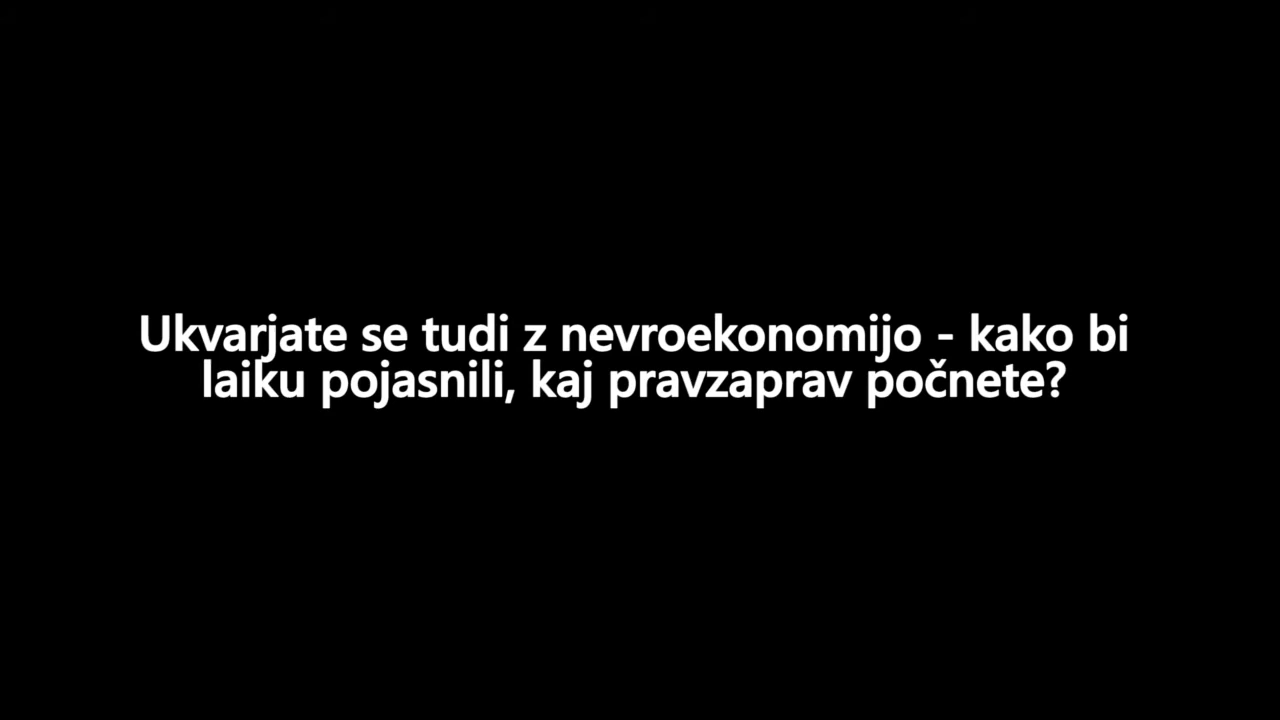 Ukvarjate se tudi z nevroekonomijo - kako bi
laiku pojasnili, kaj pravzaprav počnete?